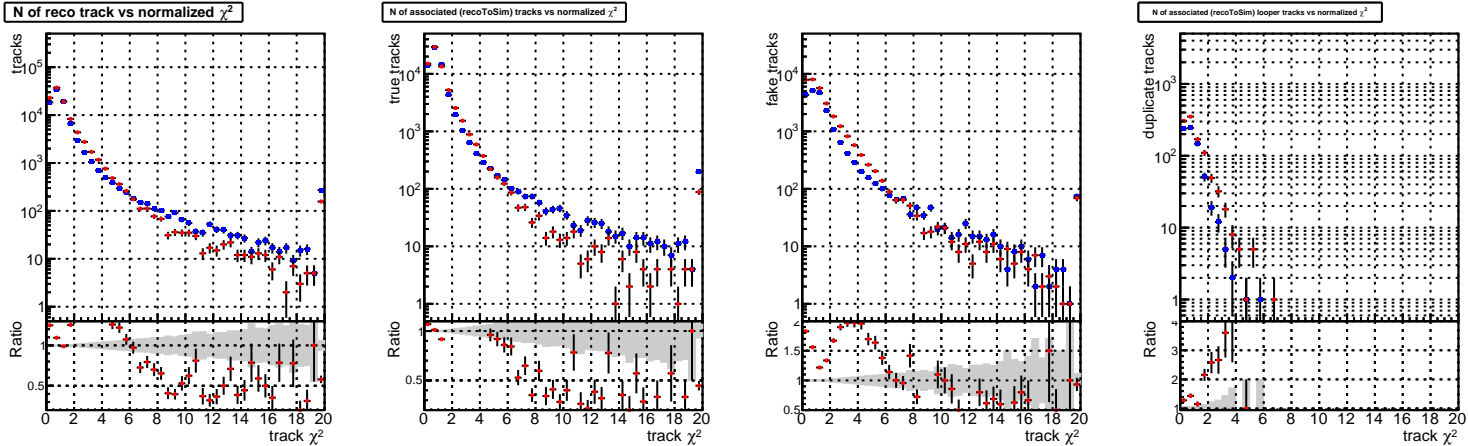 N of reco track vs normalized χ²
tracks
10⁵
10⁴
10³
10²
10
1
Ratio
1
0.5
0 2 4 6 8 10 12 14 16 18 20
track χ²
N of associated (recoToSim) tracks vs normalized χ²
true tracks
10⁴
10³
10²
10
1
Ratio
1
0.5
0 2 4 6 8 10 12 14 16 18 20
track χ²
fake tracks
10⁴
10³
10²
10
1
Ratio
2
1.5
1
0.5
0 2 4 6 8 10 12 14 16 18 20
track χ²
N of associated (recoToSim) looper tracks vs normalized χ²
duplicate tracks
10³
10²
10
1
Ratio
4
3
2
1
0 2 4 6 8 10 12 14 16 18 20
track χ²